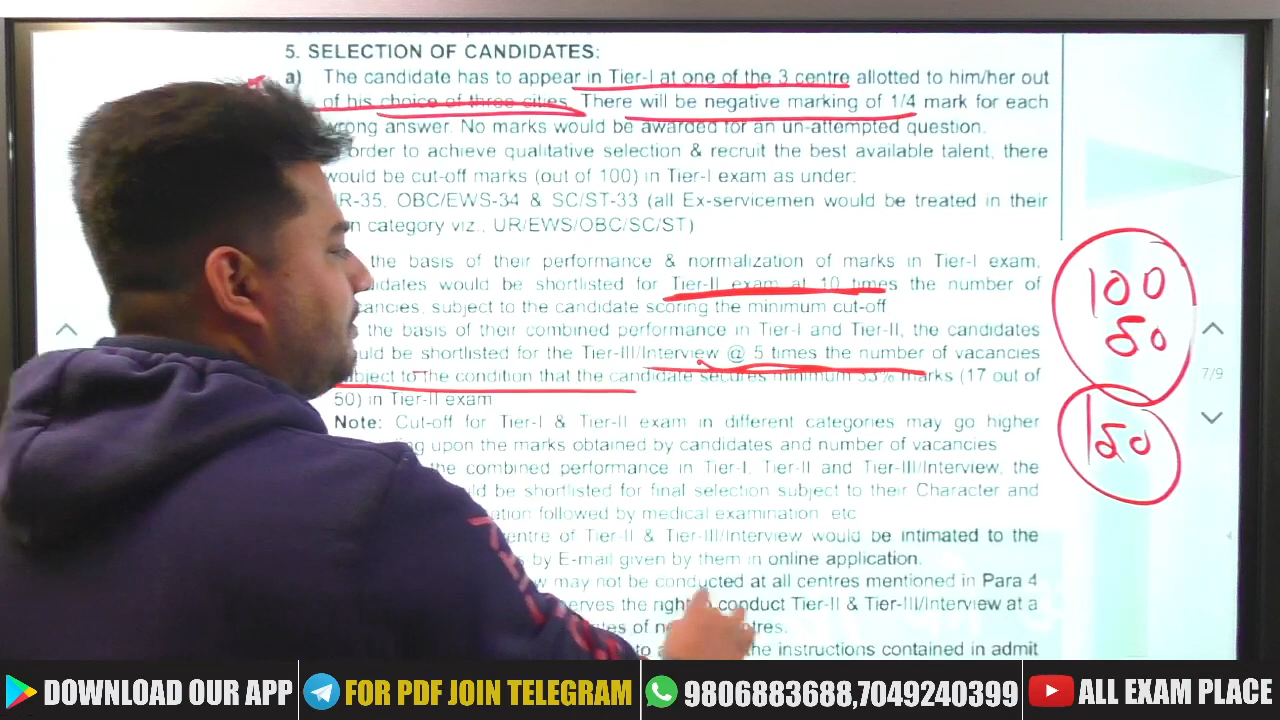 5. SELECTION OF CANDIDATES:
a) The candidate has to appear in Tier-I at one of the 3 centre allotted to him/her out
of his choice of three cities. There will be negative marking of 1/4 mark for each
wrong answer. No marks would be awarded for an un-attempted question.
order to achieve qualitative selection & recruit the best available talent, there
would be cut-off marks (out of 100) in Tier-I exam as under:
R-35, OBC/EWS-34 & SC/ST-33 (all Ex-servicemen would be treated in their
n category viz., UR/EWS/OBC/SC/ST)
the basis of their performance & normalization of marks in Tier-I exam,
idates would be shortlisted for Tier-II exam at 10 times the number of
cancies, subject to the candidate scoring the minimum cut-off
the basis of their combined performance in Tier-I and Tier-II, the candidates
uld be shortlisted for the Tier-III/Interview @ 5 times the number of vacancies
bject to the condition that the candidate secures minimum 33% marks (17 out of
50) in Tier-II exam
Note: Cut-off for Tier-I & Tier-II exam in different categories may go higher
ng upon the marks obtained by candidates and number of vacancies
the combined performance in Tier-I, Tier-II and Tier-III/Interview, the
ld be shortlisted for final selection subject to their Character and
ation followed by medical examination etc
entre of Tier-II & Tier-III/Interview would be intimated to the
by E-mail given by them in online application.
w may not be conducted at all centres mentioned in Para 4
erves the right to conduct Tier-II & Tier-III/Interview at a
tes of tres.
the instructions contained in admit
100
50
150
7/9
DOWNLOAD OUR APP
FOR PDF JOIN TELEGRAM
9806883688,7049240399
ALL EXAM PLACE